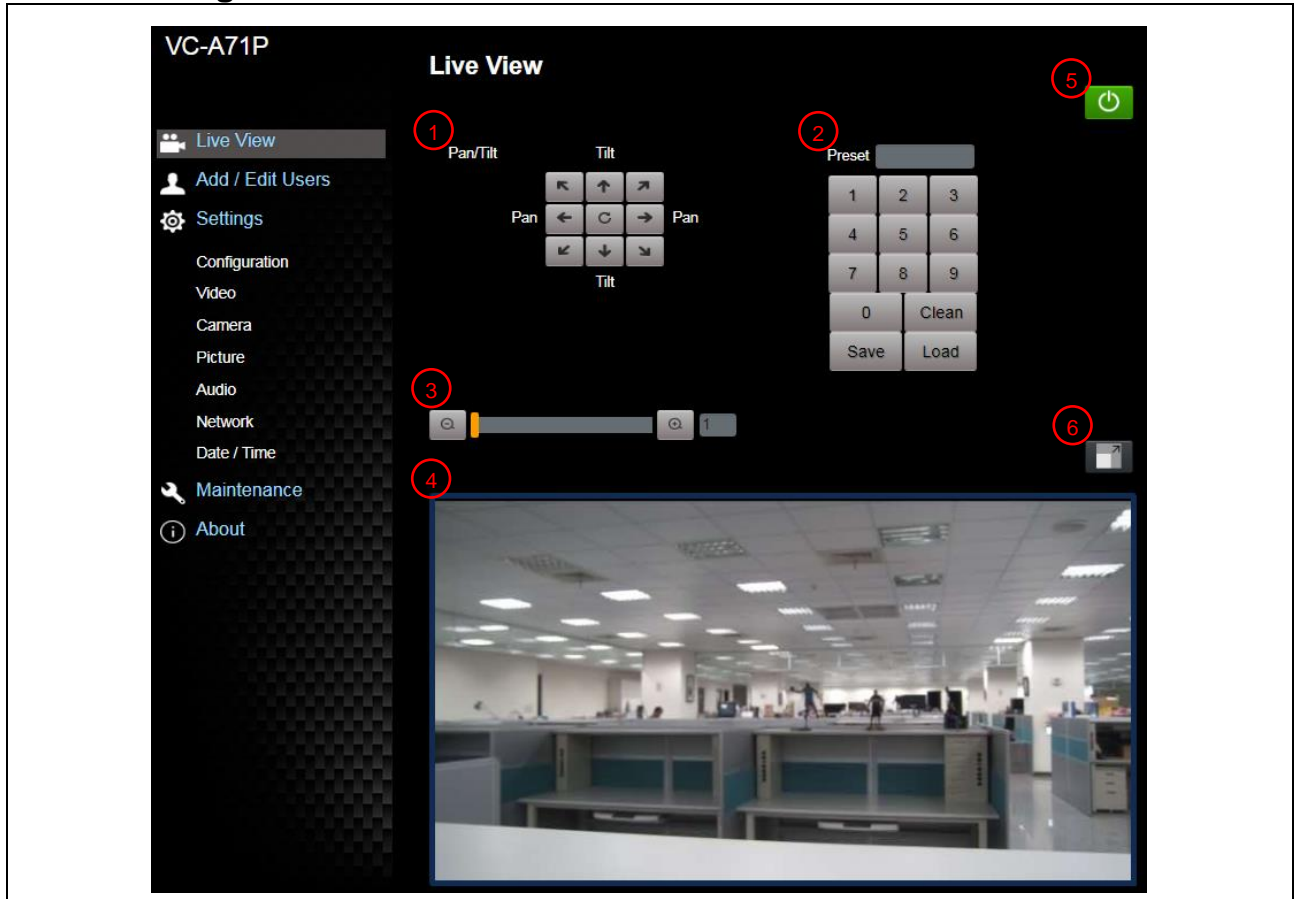 VC-A71P
Live View
5
Live View
Add / Edit Users
Settings
Configuration
Video
Camera
Picture
Audio
Network
Date / Time
Maintenance
About
1
Pan/Tilt
Tilt
Pan
Pan
Tilt
2
Preset
1 2 3
4 5 6
7 8 9
0 Clean
Save Load
3
1
6
4